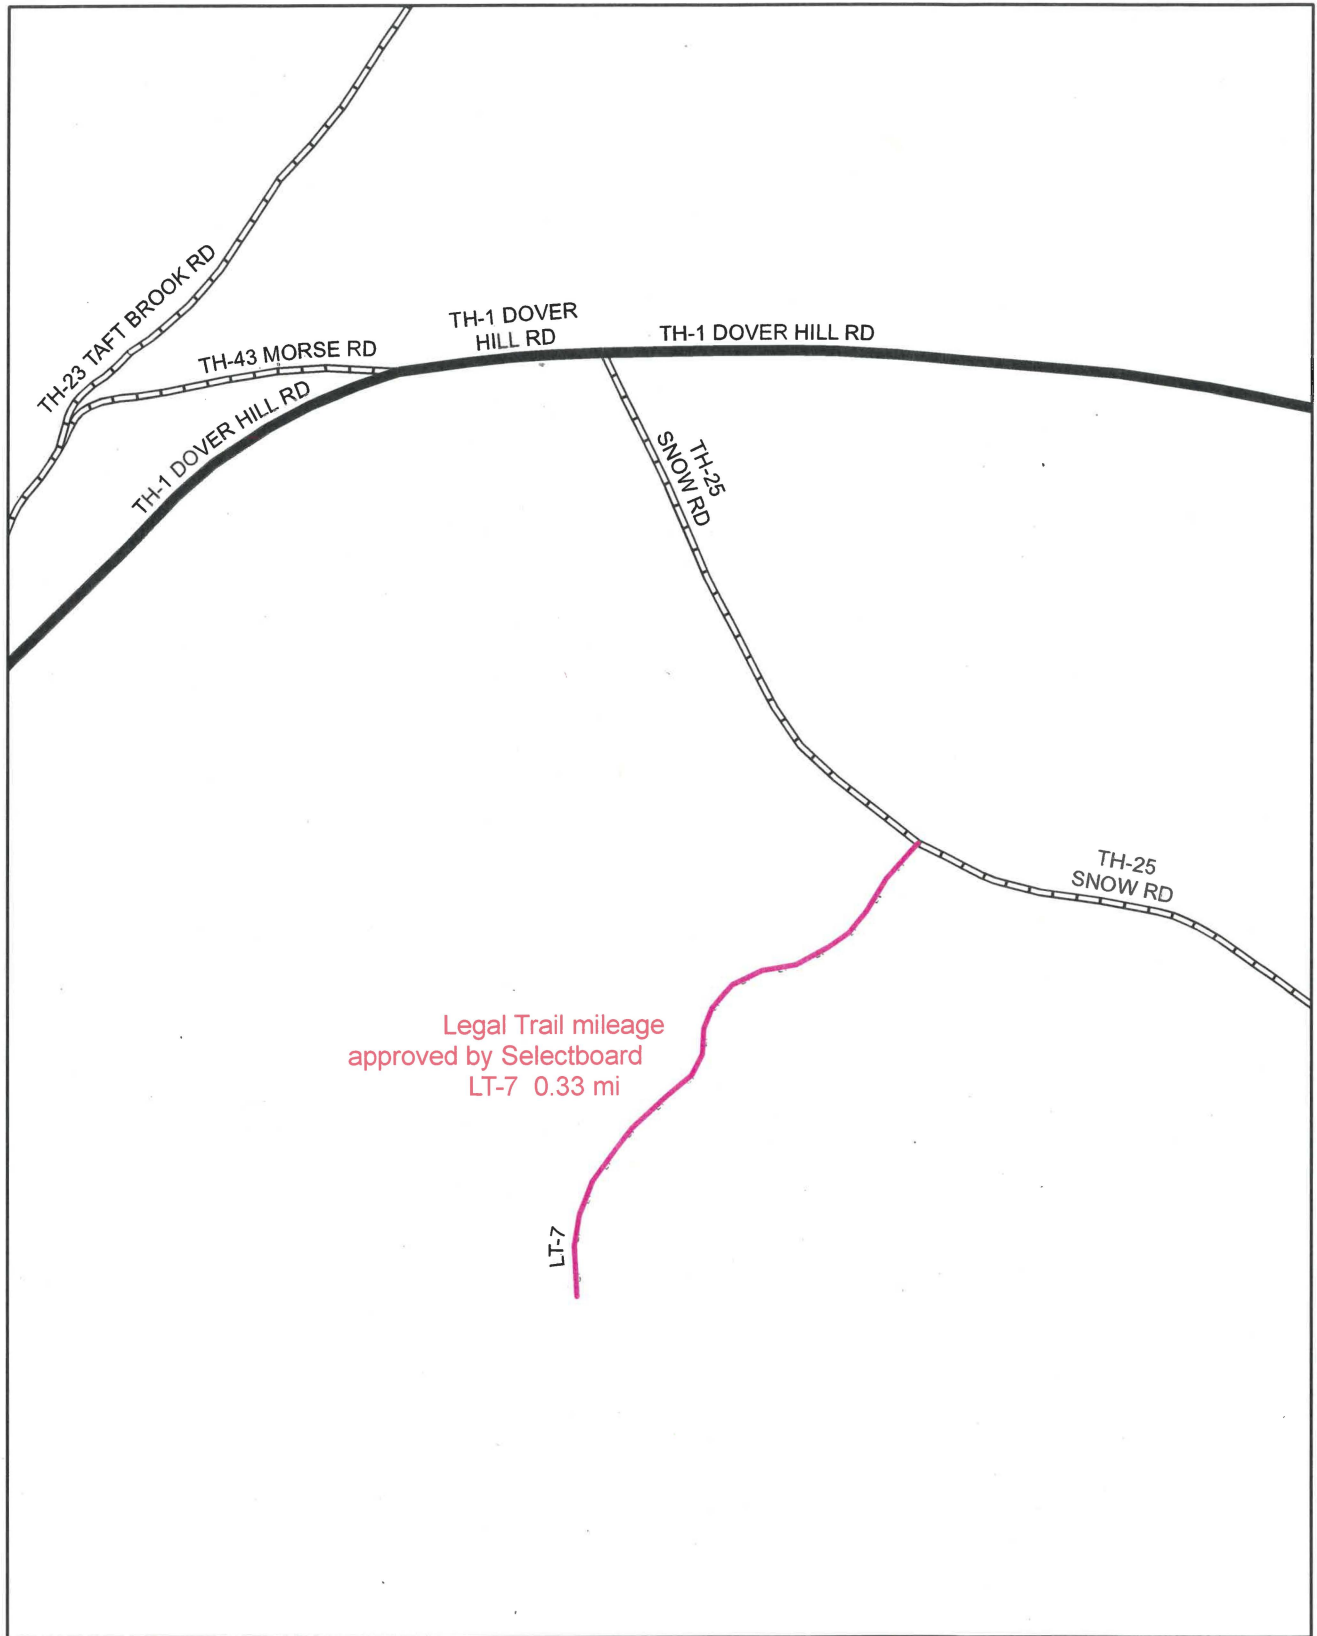 TH-23 TAFT BROOK RD
TH-43 MORSE RD
TH-1 DOVER HILL RD
TH-1 DOVER
HILL RD
TH-1 DOVER HILL RD
TH-25
SNOW RD
TH-25
SNOW RD
Legal Trail mileage
approved by Selectboard
LT-7 0.33 mi
LT-7